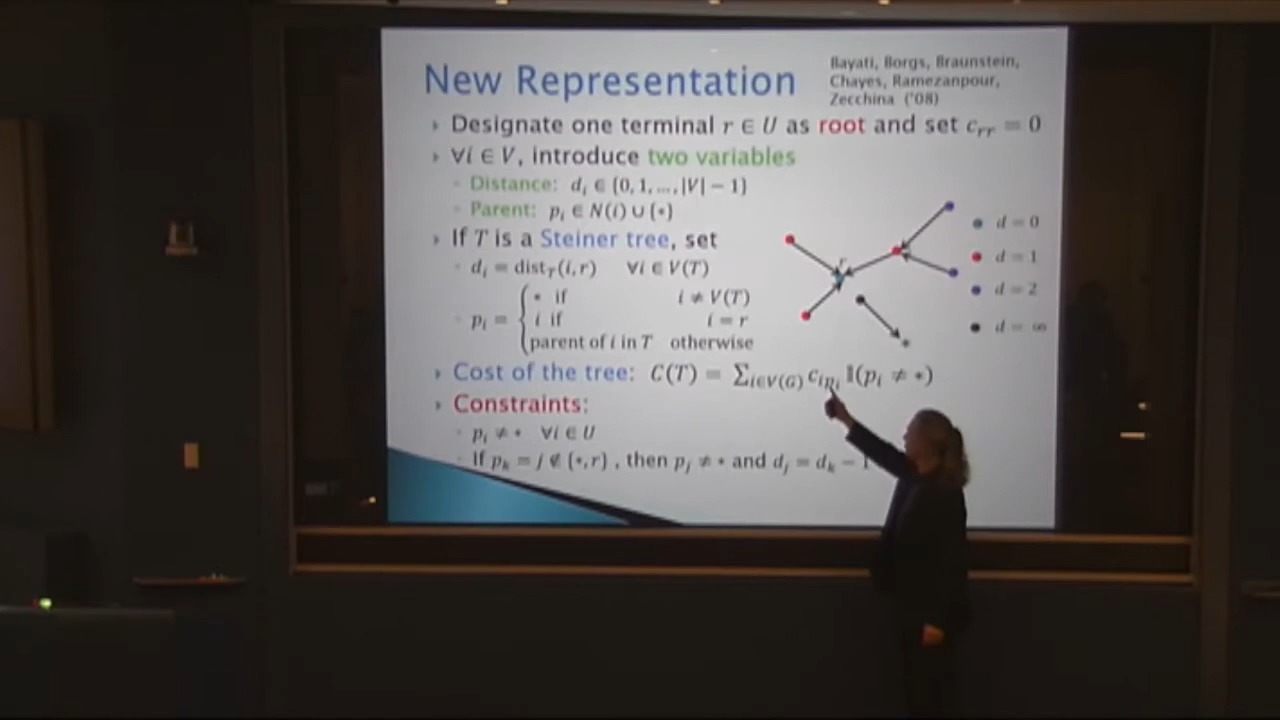 New Representation
Bayati, Borgs, Braunstein,
Chayes, Ramezanpour,
Zecchina ('08)
Designate one terminal r ∈ U as root and set c_rr = 0
∀i ∈ V, introduce two variables
Distance: d_i ∈ {0, 1, ..., |V| − 1}
Parent: p_i ∈ N(i) ∪ {*}
If T is a Steiner tree, set
d_i = dist_T(i, r) ∀i ∈ V(T)
p_i = { * if i ≠ V(T)
i if i = r
parent of i in T otherwise
r
*
d = 0
d = 1
d = 2
d = ∞
Cost of the tree: C(T) = ∑_{i∈V(G)} c_{ip_i} 𝕀(p_i ≠ *)
Constraints:
p_i ≠ * ∀i ∈ U
If p_k = j ∉ {*, r} , then p_j ≠ * and d_j = d_k − 1